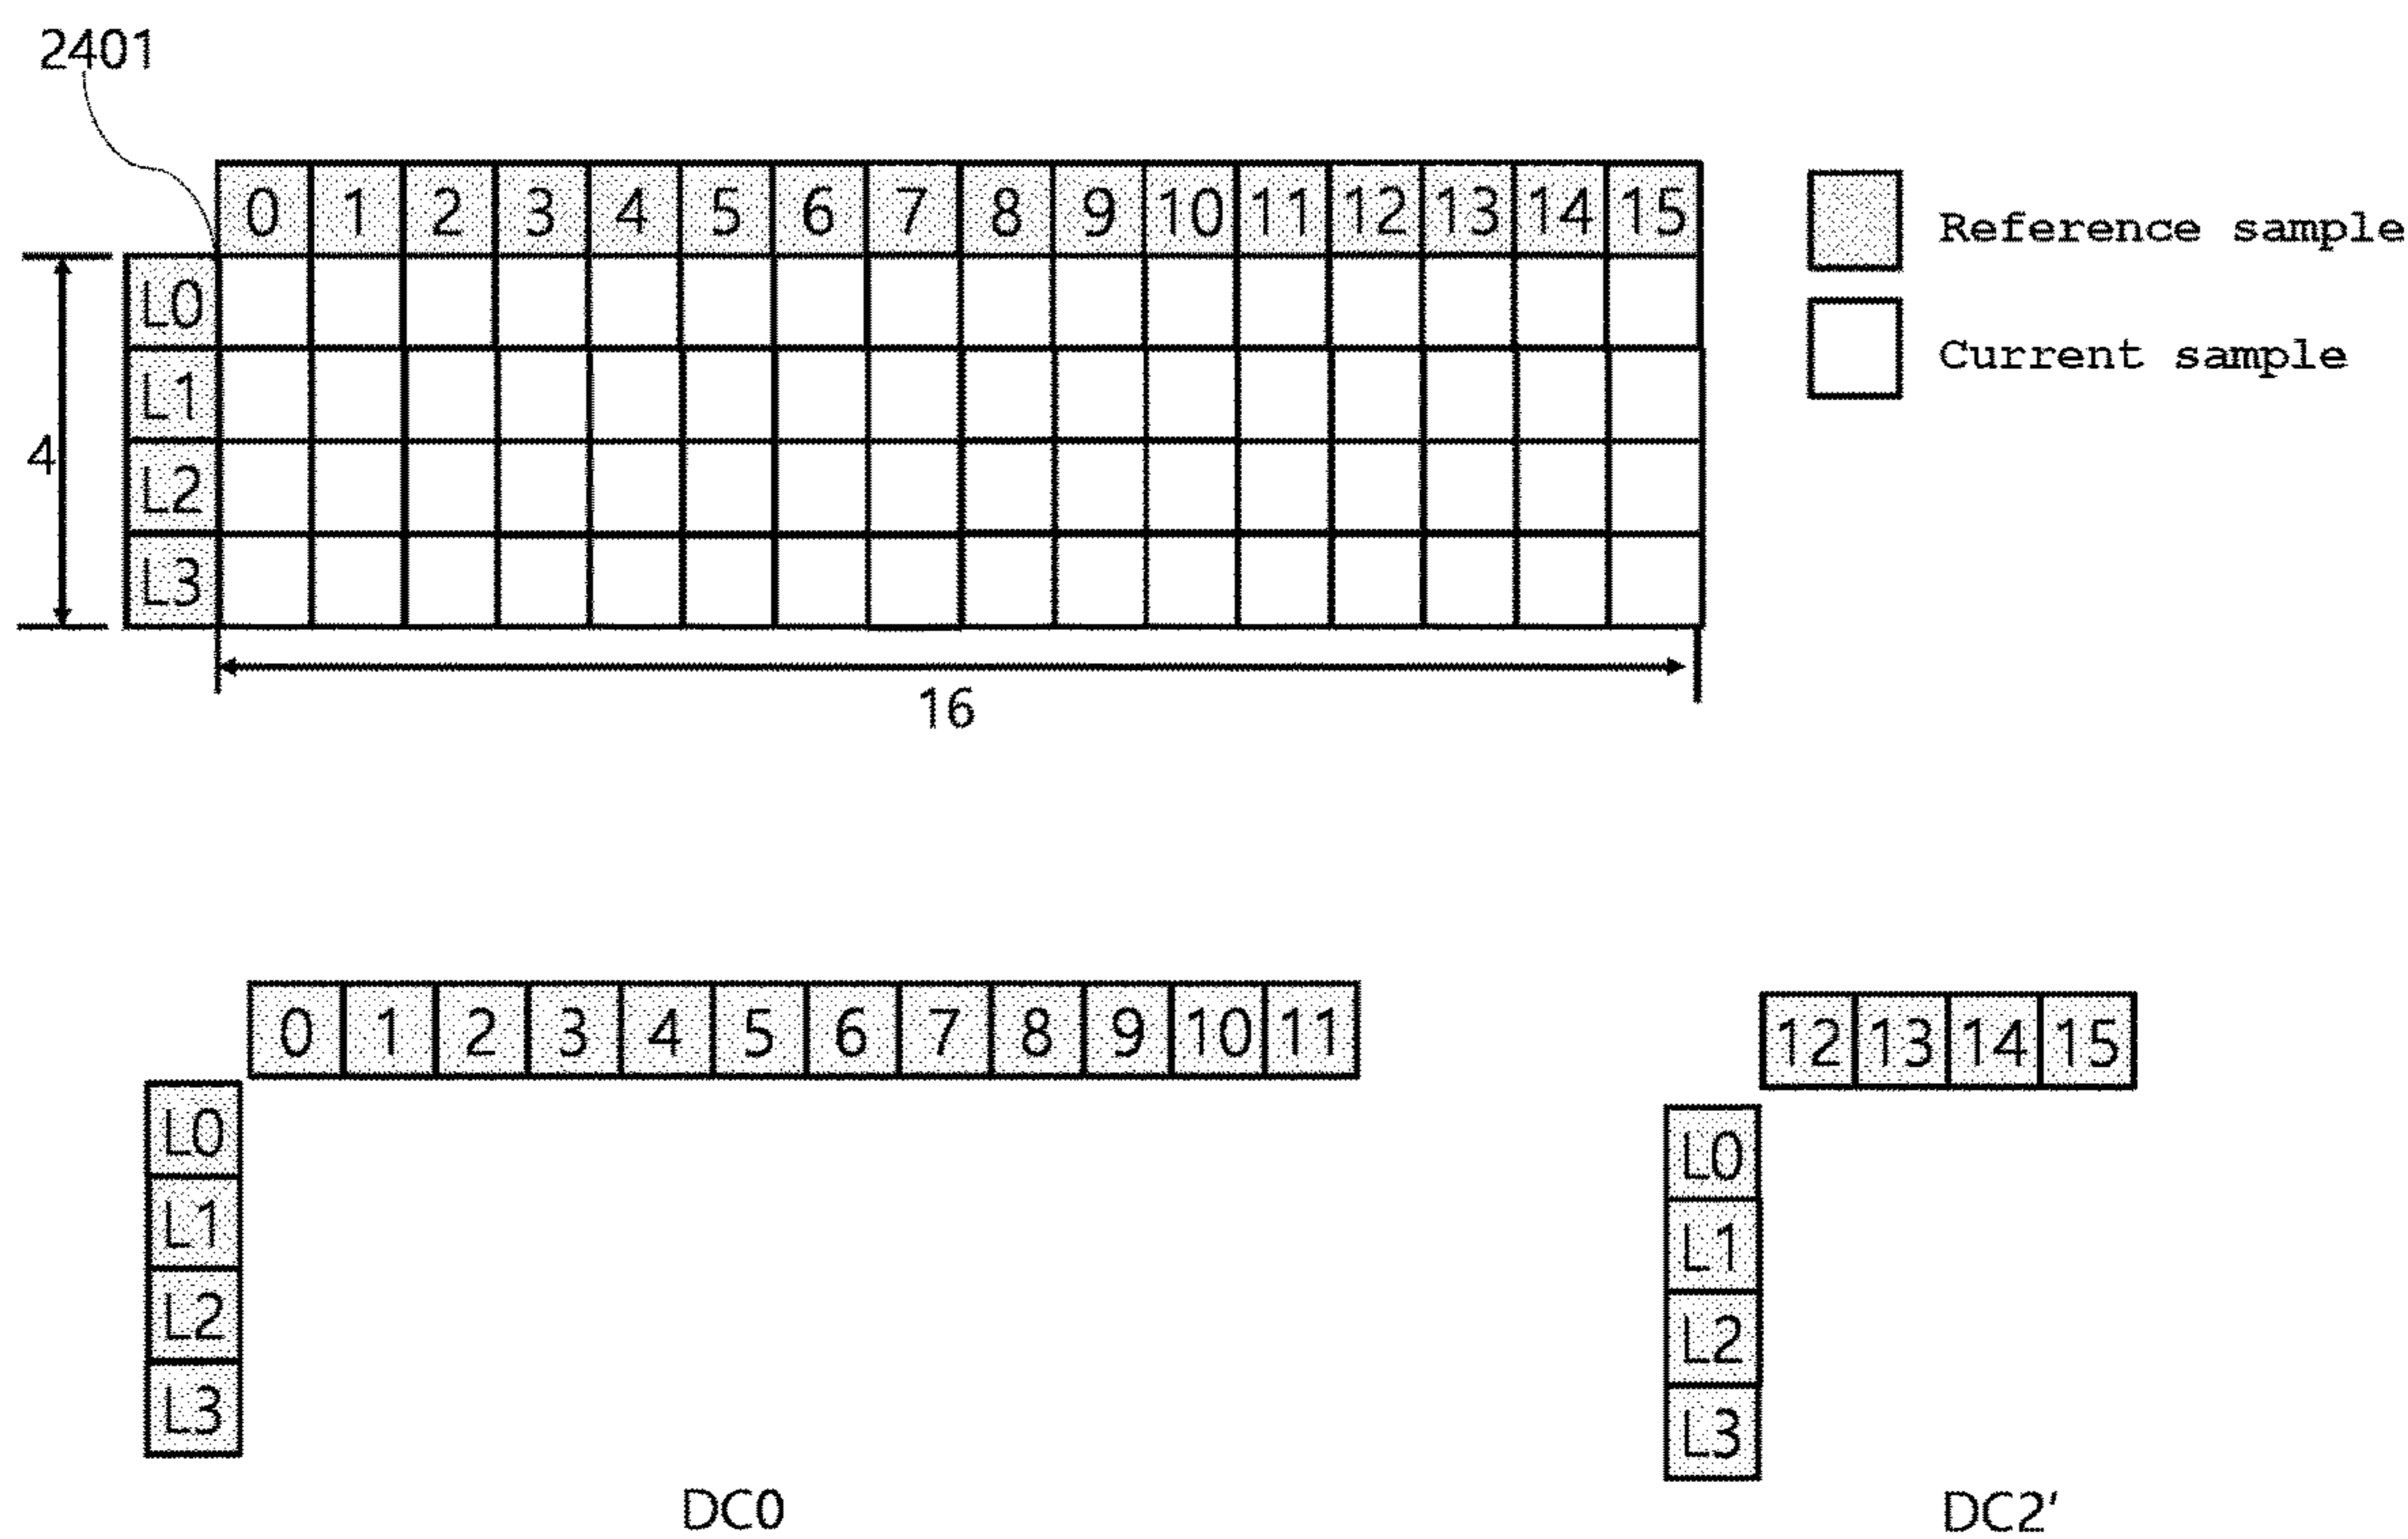 2401
0 1 2 3 4 5 6 7 8 9 10 11 12 13 14 15
Reference sample
L0
Current sample
L1
4
L2
L3
16
0 1 2 3 4 5 6 7 8 9 10 11
L0
L1
L2
L3
DC0
12 13 14 15
L0
L1
L2
L3
DC2'